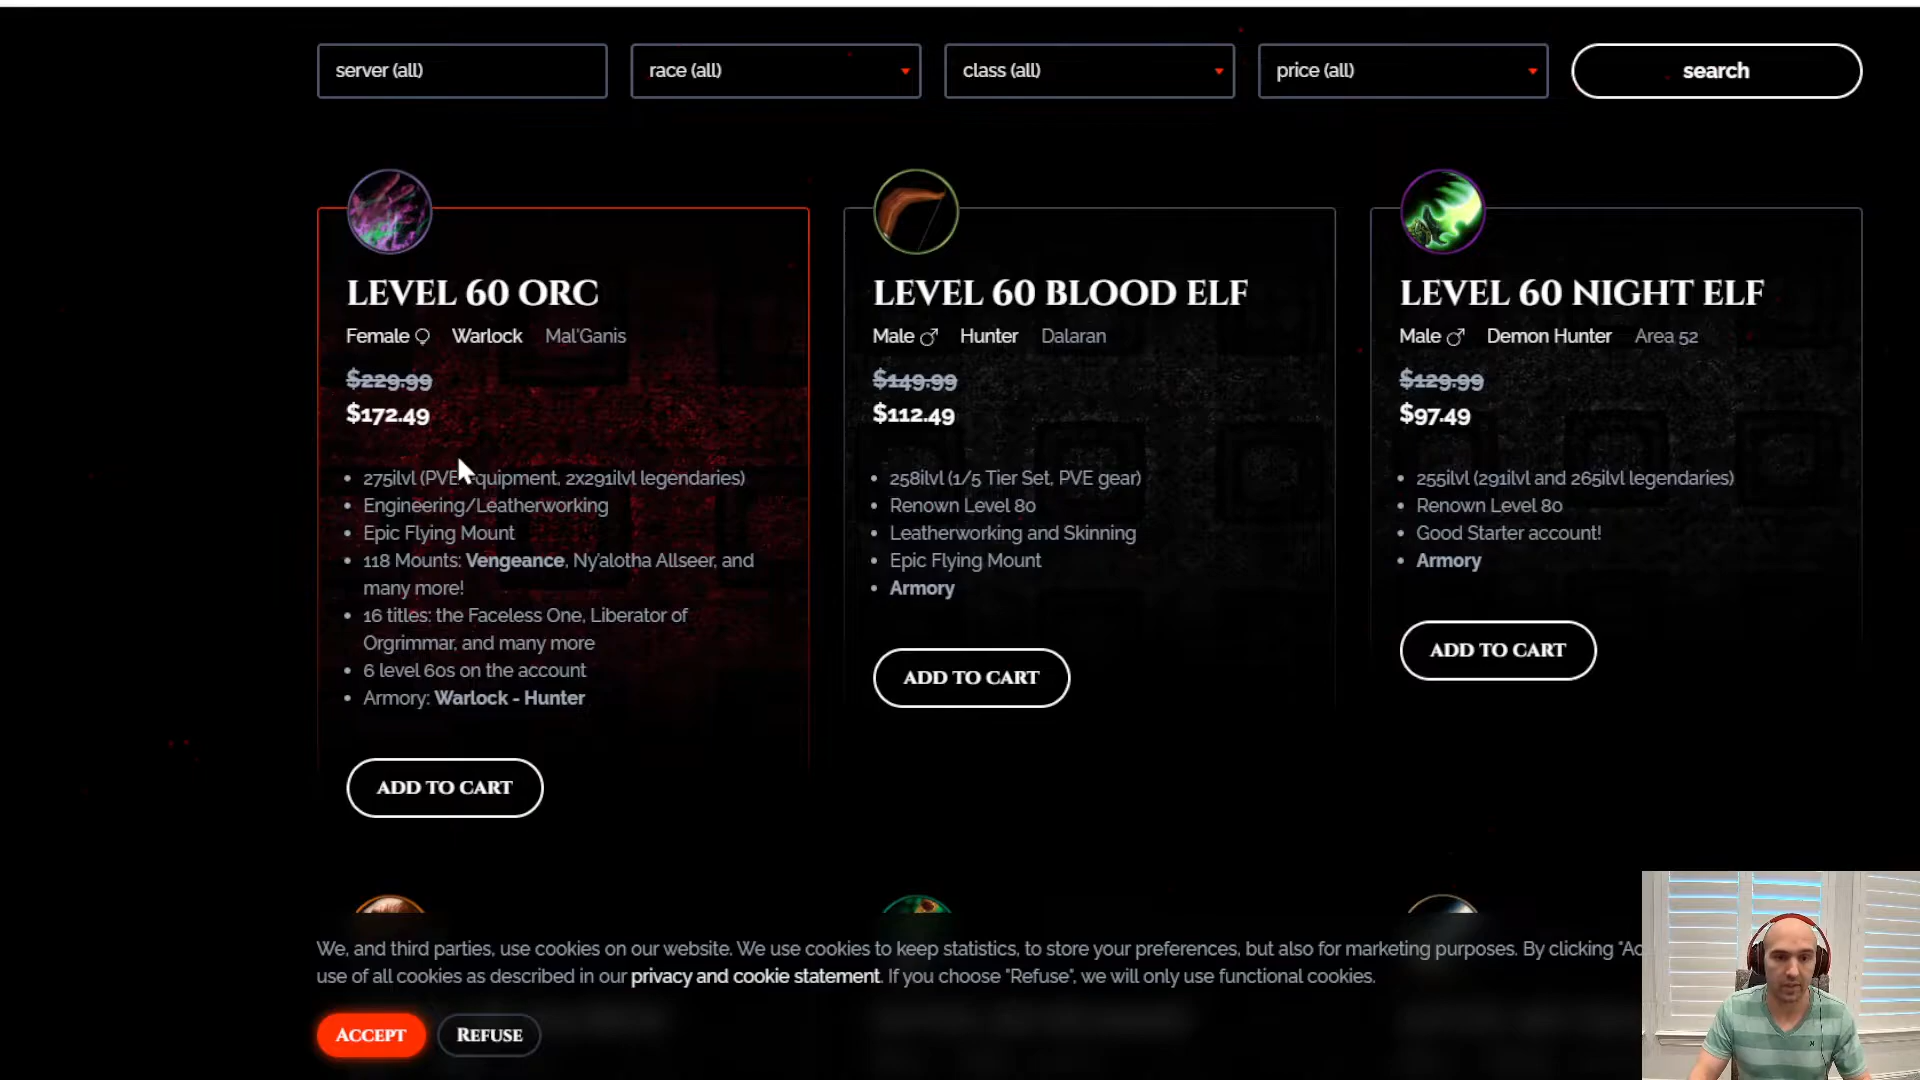 server (all)
race (all)
class (all)
price (all)
search
LEVEL 60 ORC
Female ♀ Warlock Mal'Ganis
$229.99
$172.49
• 275ilvl (PVE equipment, 2x291ilvl legendaries)
• Engineering/Leatherworking
• Epic Flying Mount
• 118 Mounts: Vengeance, Ny'alotha Allseer, and
many more!
• 16 titles: the Faceless One, Liberator of
Orgrimmar, and many more
• 6 level 60s on the account
• Armory: Warlock - Hunter
ADD TO CART
LEVEL 60 BLOOD ELF
Male ♂ Hunter Dalaran
$149.99
$112.49
• 258ilvl (1/5 Tier Set, PVE gear)
• Renown Level 80
• Leatherworking and Skinning
• Epic Flying Mount
• Armory
ADD TO CART
LEVEL 60 NIGHT ELF
Male ♂ Demon Hunter Area 52
$129.99
$97.49
• 255ilvl (291ilvl and 265ilvl legendaries)
• Renown Level 80
• Good Starter account!
• Armory
ADD TO CART
We, and third parties, use cookies on our website. We use cookies to keep statistics, to store your preferences, but also for marketing purposes. By clicking "Ac
use of all cookies as described in our privacy and cookie statement. If you choose "Refuse", we will only use functional cookies.
ACCEPT
REFUSE